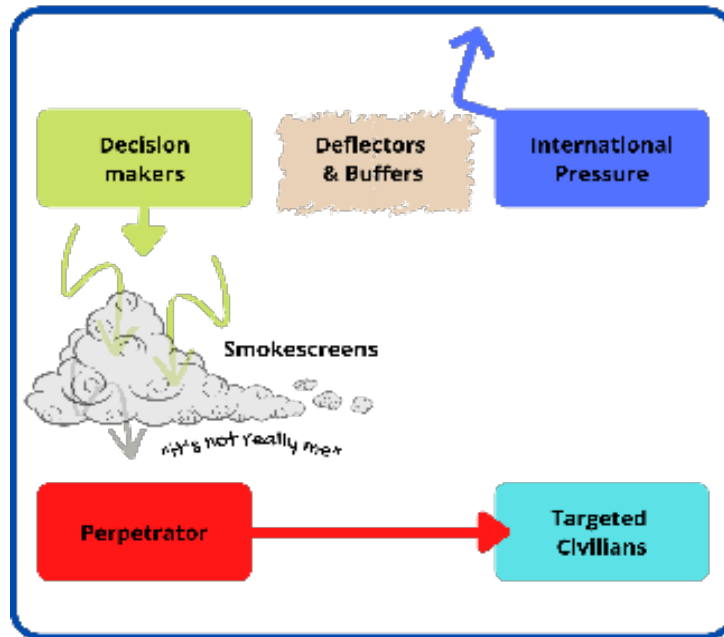 Decision
makers
Deflectors
& Buffers
International
Pressure
Smokescreens
"it's not really me"
Perpetrator
Targeted
Civilians